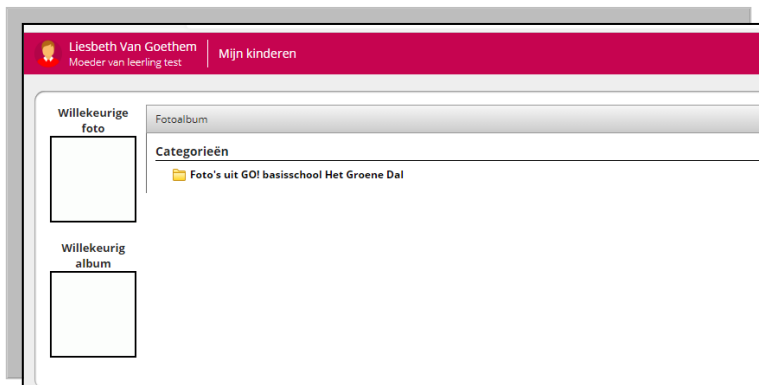 Liesbeth Van Goethem
Moeder van leerling test
Mijn kinderen
Willekeurige
foto
Fotoalbum
Categorieën
Foto's uit GO! basisschool Het Groene Dal
Willekeurig
album